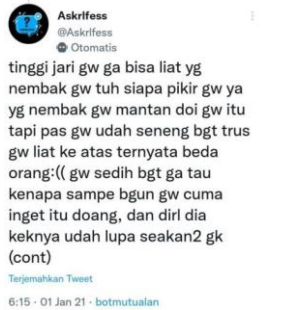 Askrlfess
@Askrlfess
Otomatis
tinggi jari gw ga bisa liat yg
nembak gw tuh siapa pikir gw ya
yg nembak gw mantan doi gw itu
tapi pas gw udah seneng bgt trus
gw liat ke atas ternyata beda
orang:(( gw sedih bgt ga tau
kenapa sampe bgun gw cuma
inget itu doang, dan dirl dia
keknya udah lupa seakan2 gk
(cont)
Terjemahkan Tweet
6:15 · 01 Jan 21 · botmutualan